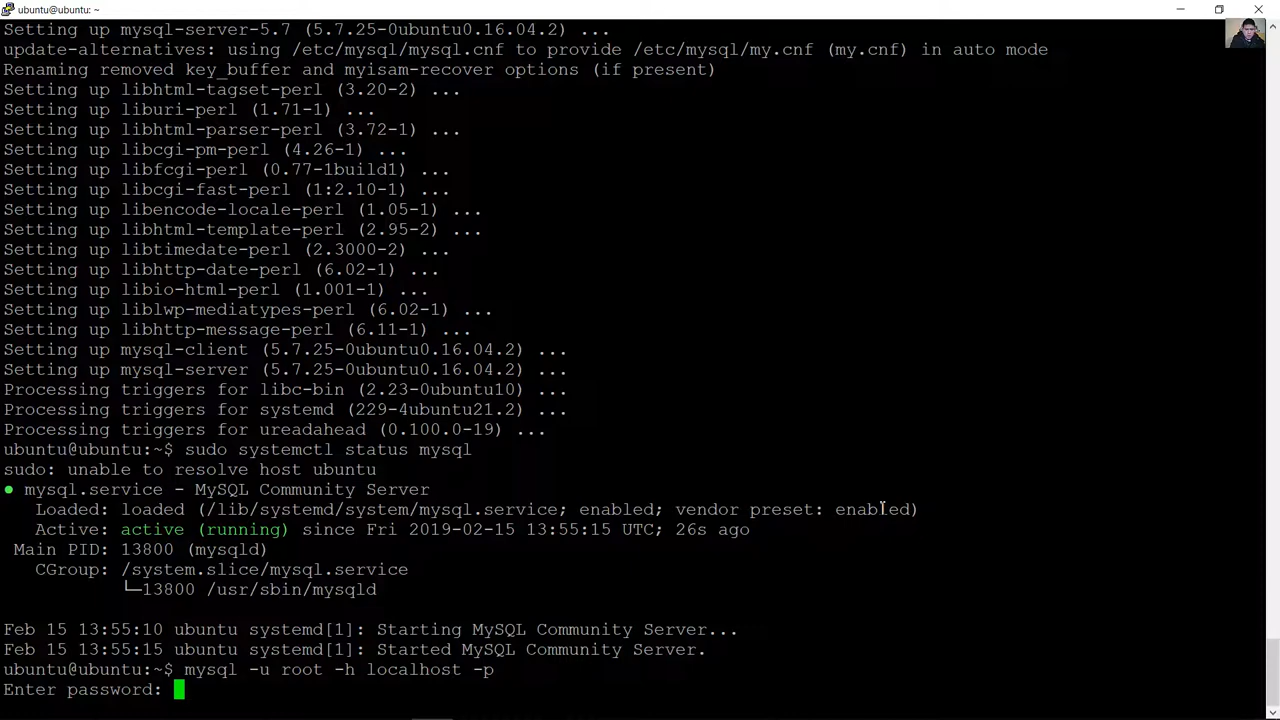 ubuntu@ubuntu: ~
Setting up mysql-server-5.7 (5.7.25-0ubuntu0.16.04.2) ...
update-alternatives: using /etc/mysql/mysql.cnf to provide /etc/mysql/my.cnf (my.cnf) in auto mode
Renaming removed key_buffer and myisam-recover options (if present)
Setting up libhtml-tagset-perl (3.20-2) ...
Setting up liburi-perl (1.71-1) ...
Setting up libhtml-parser-perl (3.72-1) ...
Setting up libcgi-pm-perl (4.26-1) ...
Setting up libfcgi-perl (0.77-1build1) ...
Setting up libcgi-fast-perl (1:2.10-1) ...
Setting up libencode-locale-perl (1.05-1) ...
Setting up libhtml-template-perl (2.95-2) ...
Setting up libtimedate-perl (2.3000-2) ...
Setting up libhttp-date-perl (6.02-1) ...
Setting up libio-html-perl (1.001-1) ...
Setting up liblwp-mediatypes-perl (6.02-1) ...
Setting up libhttp-message-perl (6.11-1) ...
Setting up mysql-client (5.7.25-0ubuntu0.16.04.2) ...
Setting up mysql-server (5.7.25-0ubuntu0.16.04.2) ...
Processing triggers for libc-bin (2.23-0ubuntu10) ...
Processing triggers for systemd (229-4ubuntu21.2) ...
Processing triggers for ureadahead (0.100.0-19) ...
ubuntu@ubuntu:~$ sudo systemctl status mysql
sudo: unable to resolve host ubuntu
● mysql.service - MySQL Community Server
Loaded: loaded (/lib/systemd/system/mysql.service; enabled; vendor preset: enabled)
Active: active (running) since Fri 2019-02-15 13:55:15 UTC; 26s ago
Main PID: 13800 (mysqld)
CGroup: /system.slice/mysql.service
└─13800 /usr/sbin/mysqld
Feb 15 13:55:10 ubuntu systemd[1]: Starting MySQL Community Server...
Feb 15 13:55:15 ubuntu systemd[1]: Started MySQL Community Server.
ubuntu@ubuntu:~$ mysql -u root -h localhost -p
Enter password: